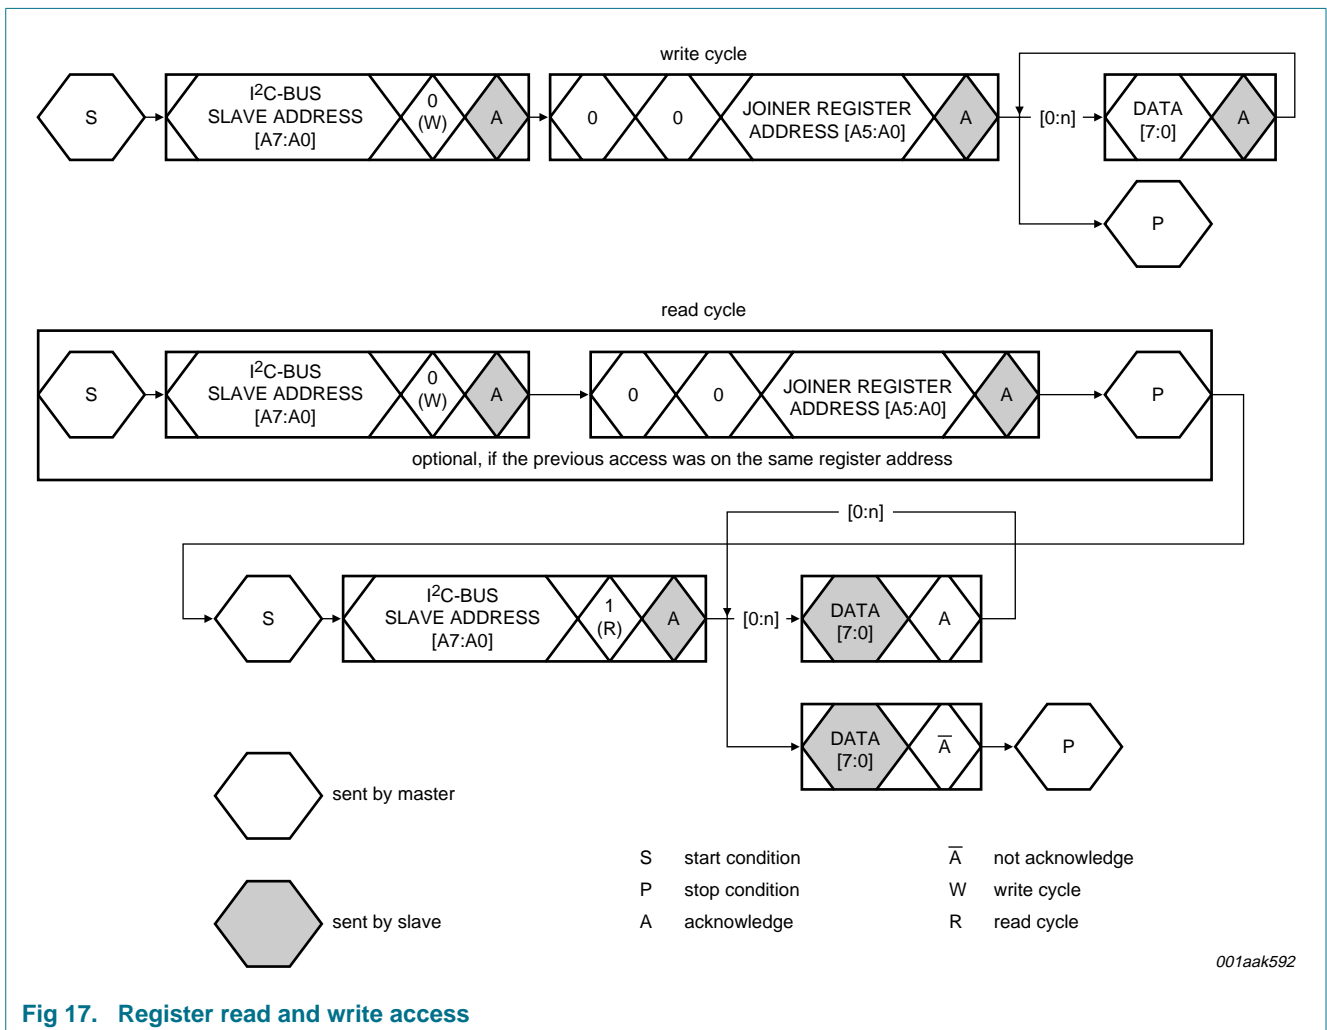 write cycle
S
I2C-BUS
SLAVE ADDRESS
[A7:A0]
0
(W)
A
0
0
JOINER REGISTER
ADDRESS [A5:A0]
A
[0:n]
DATA
[7:0]
A
P
read cycle
S
I2C-BUS
SLAVE ADDRESS
[A7:A0]
0
(W)
A
0
0
JOINER REGISTER
ADDRESS [A5:A0]
A
P
optional, if the previous access was on the same register address
[0:n]
S
I2C-BUS
SLAVE ADDRESS
[A7:A0]
1
(R)
A
[0:n]
DATA
[7:0]
A
DATA
[7:0]
A̅
P
sent by master
S start condition
A̅ not acknowledge
P stop condition
W write cycle
sent by slave
A acknowledge
R read cycle
001aak592
Fig 17. Register read and write access